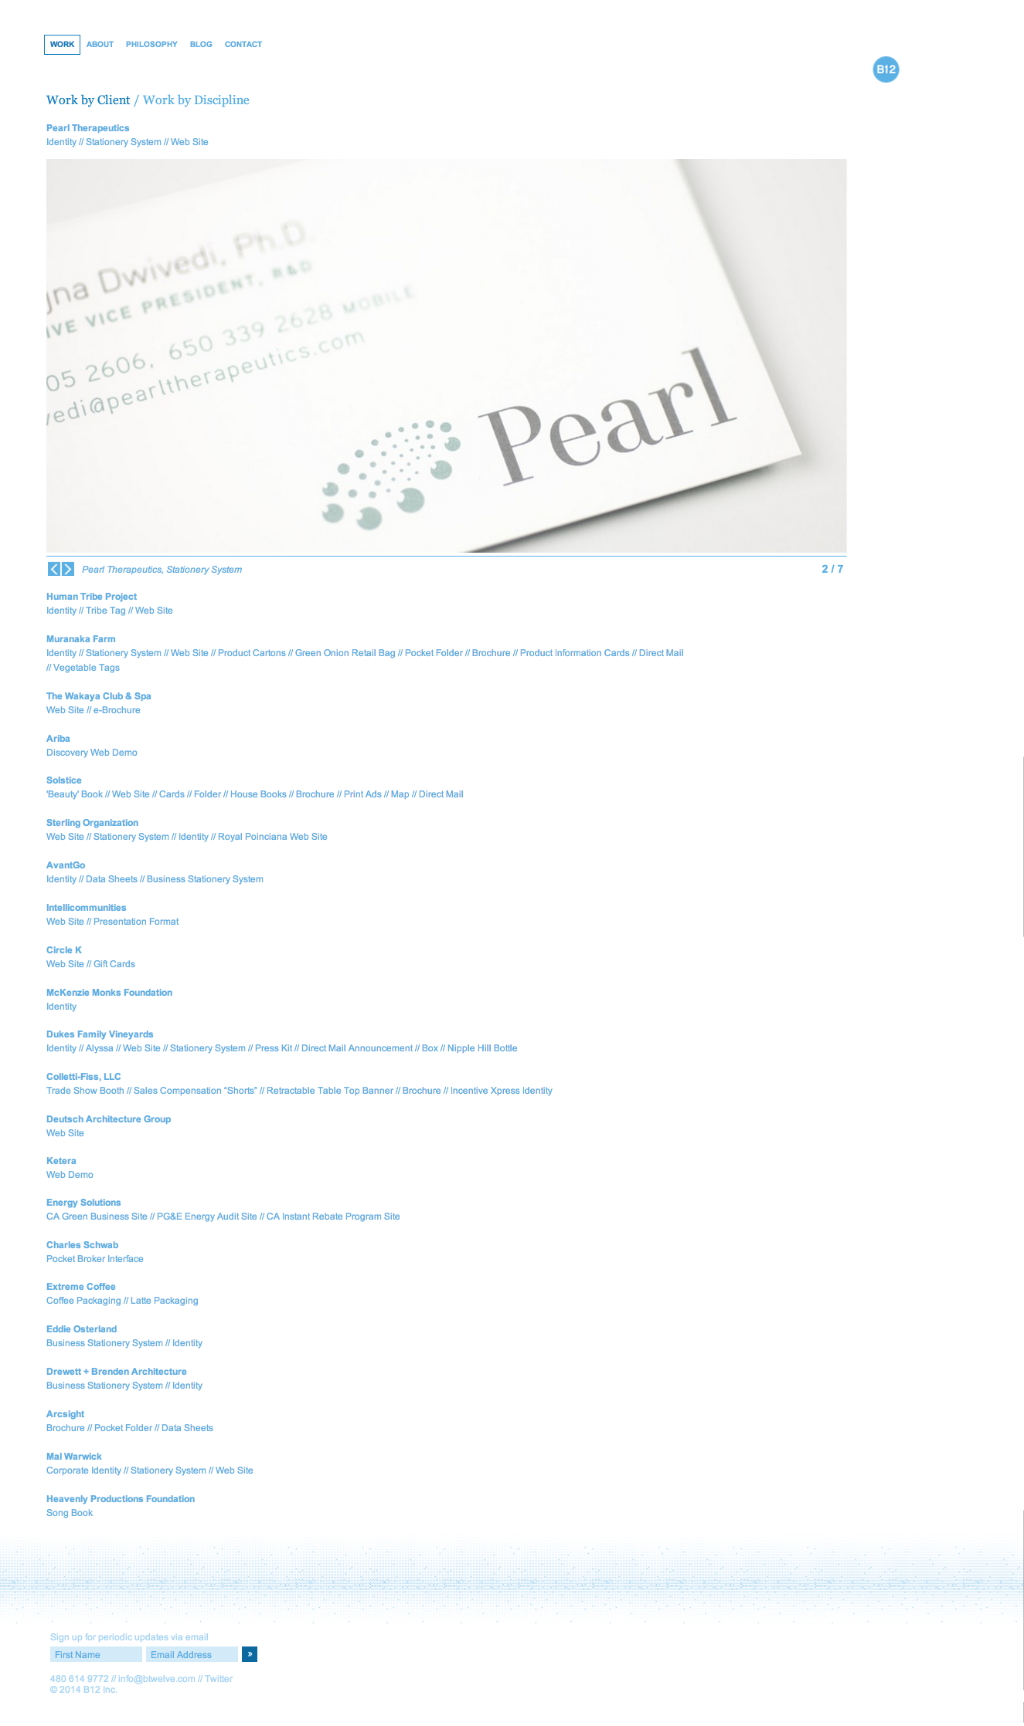 WORK ABOUT PHILOSOPHY BLOG CONTACT
B12
Work by Client / Work by Discipline
Pearl Therapeutics
Identity // Stationery System // Web Site
Dwivedi, Ph.D.
VICE PRESIDENT, R&D
05 2606, 650 339 2628 MOBILE
vedi@pearltherapeutics.com
Pearl
Pearl Therapeutics, Stationery System 2 / 7
Human Tribe Project
Identity // Tribe Tag // Web Site
Muranaka Farm
Identity // Stationery System // Web Site // Product Cartons // Green Onion Retail Bag // Pocket Folder // Brochure // Product Information Cards // Direct Mail
// Vegetable Tags
The Wakaya Club & Spa
Web Site // e-Brochure
Ariba
Discovery Web Demo
Solstice
'Beauty' Book // Web Site // Cards // Folder // House Books // Brochure // Print Ads // Map // Direct Mail
Sterling Organization
Web Site // Stationery System // Identity // Royal Poinciana Web Site
AvantGo
Identity // Data Sheets // Business Stationery System
Intellicommunities
Web Site // Presentation Format
Circle K
Web Site // Gift Cards
McKenzie Monks Foundation
Identity
Dukes Family Vineyards
Identity // Alyssa // Web Site // Stationery System // Press Kit // Direct Mail Announcement // Box // Nipple Hill Bottle
Colletti-Fiss, LLC
Trade Show Booth // Sales Compensation "Shorts" // Retractable Table Top Banner // Brochure // Incentive Xpress Identity
Deutsch Architecture Group
Web Site
Ketera
Web Demo
Energy Solutions
CA Green Business Site // PG&E Energy Audit Site // CA Instant Rebate Program Site
Charles Schwab
Pocket Broker Interface
Extreme Coffee
Coffee Packaging // Latte Packaging
Eddie Osterland
Business Stationery System // Identity
Drewett + Brenden Architecture
Business Stationery System // Identity
Arcsight
Brochure // Pocket Folder // Data Sheets
Mal Warwick
Corporate Identity // Stationery System // Web Site
Heavenly Productions Foundation
Song Book
Sign up for periodic updates via email
First Name Email Address »
480 614 9772 // info@btwelve.com // Twitter
© 2014 B12 Inc.